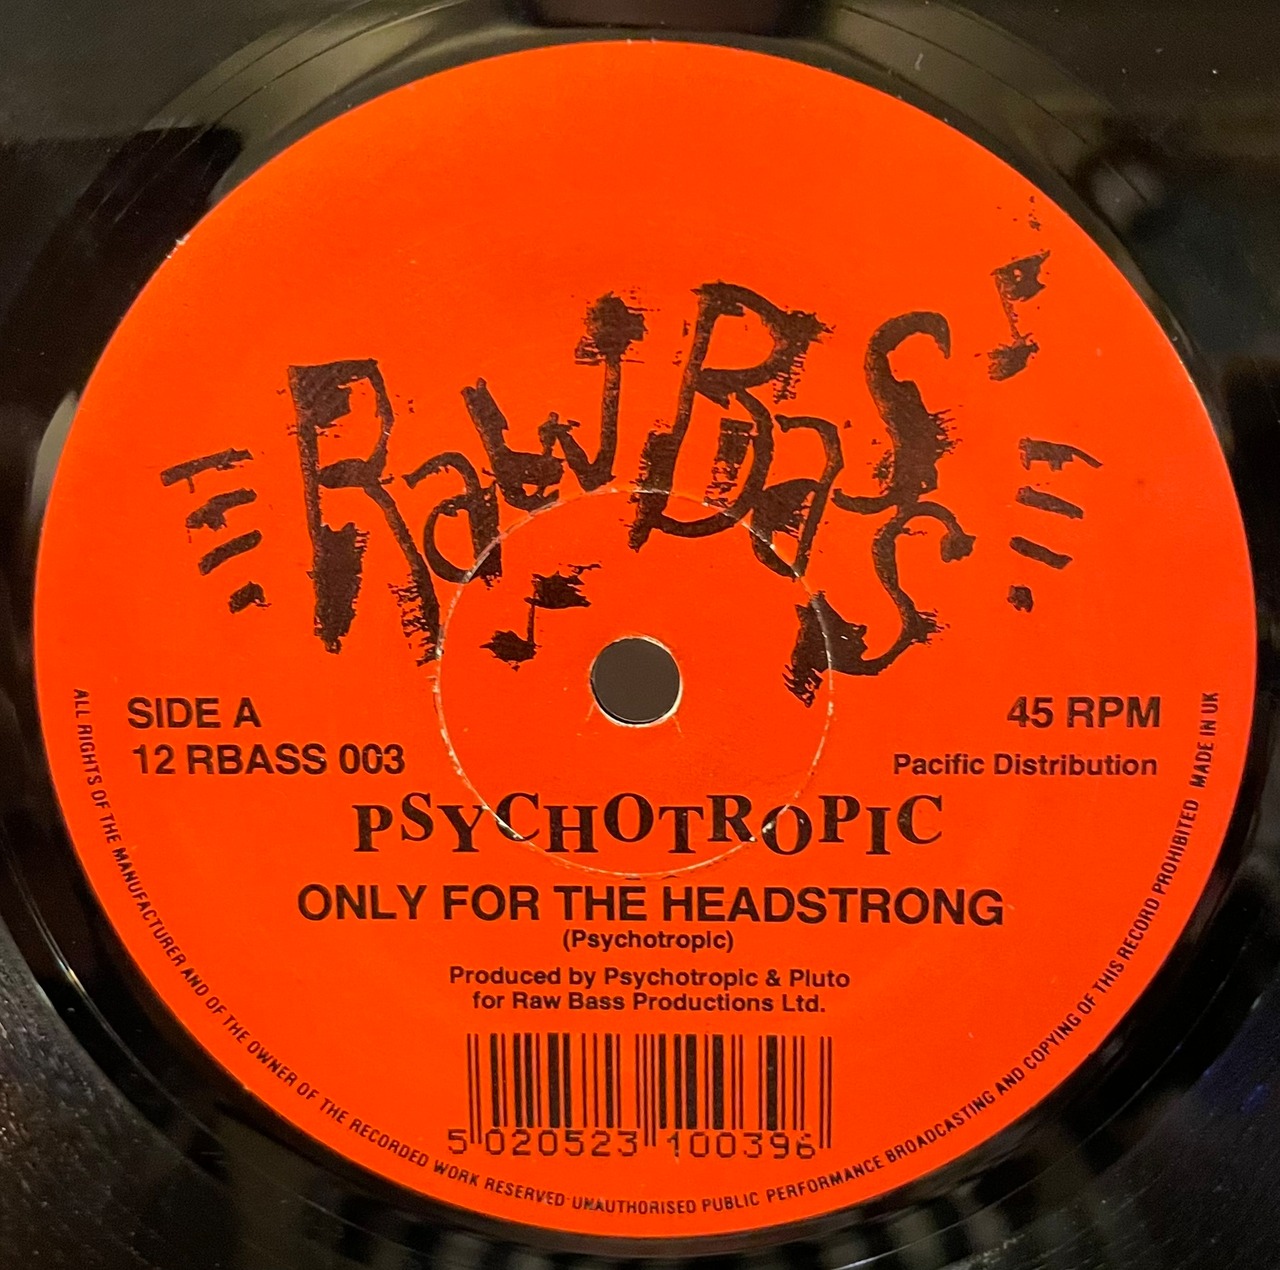 Raw Bass
SIDE A
12 RBASS 003
45 RPM
Pacific Distribution
PSYCHOTROPIC
ONLY FOR THE HEADSTRONG
(Psychotropic)
Produced by Psychotropic & Pluto
for Raw Bass Productions Ltd.
5 020523 100396
ALL RIGHTS OF THE MANUFACTURER AND OF THE OWNER OF THE RECORDED WORK RESERVED·UNAUTHORISED PUBLIC PERFORMANCE BROADCASTING AND COPYING OF THIS RECORD PROHIBITED MADE IN UK